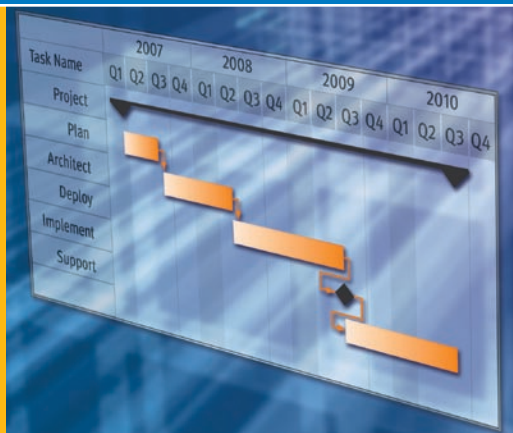 2007 2008 2009 2010
Task Name Q1 Q2 Q3 Q4 Q1 Q2 Q3 Q4 Q1 Q2 Q3 Q4 Q1 Q2 Q3 Q4
Project
Plan
Architect
Deploy
Implement
Support